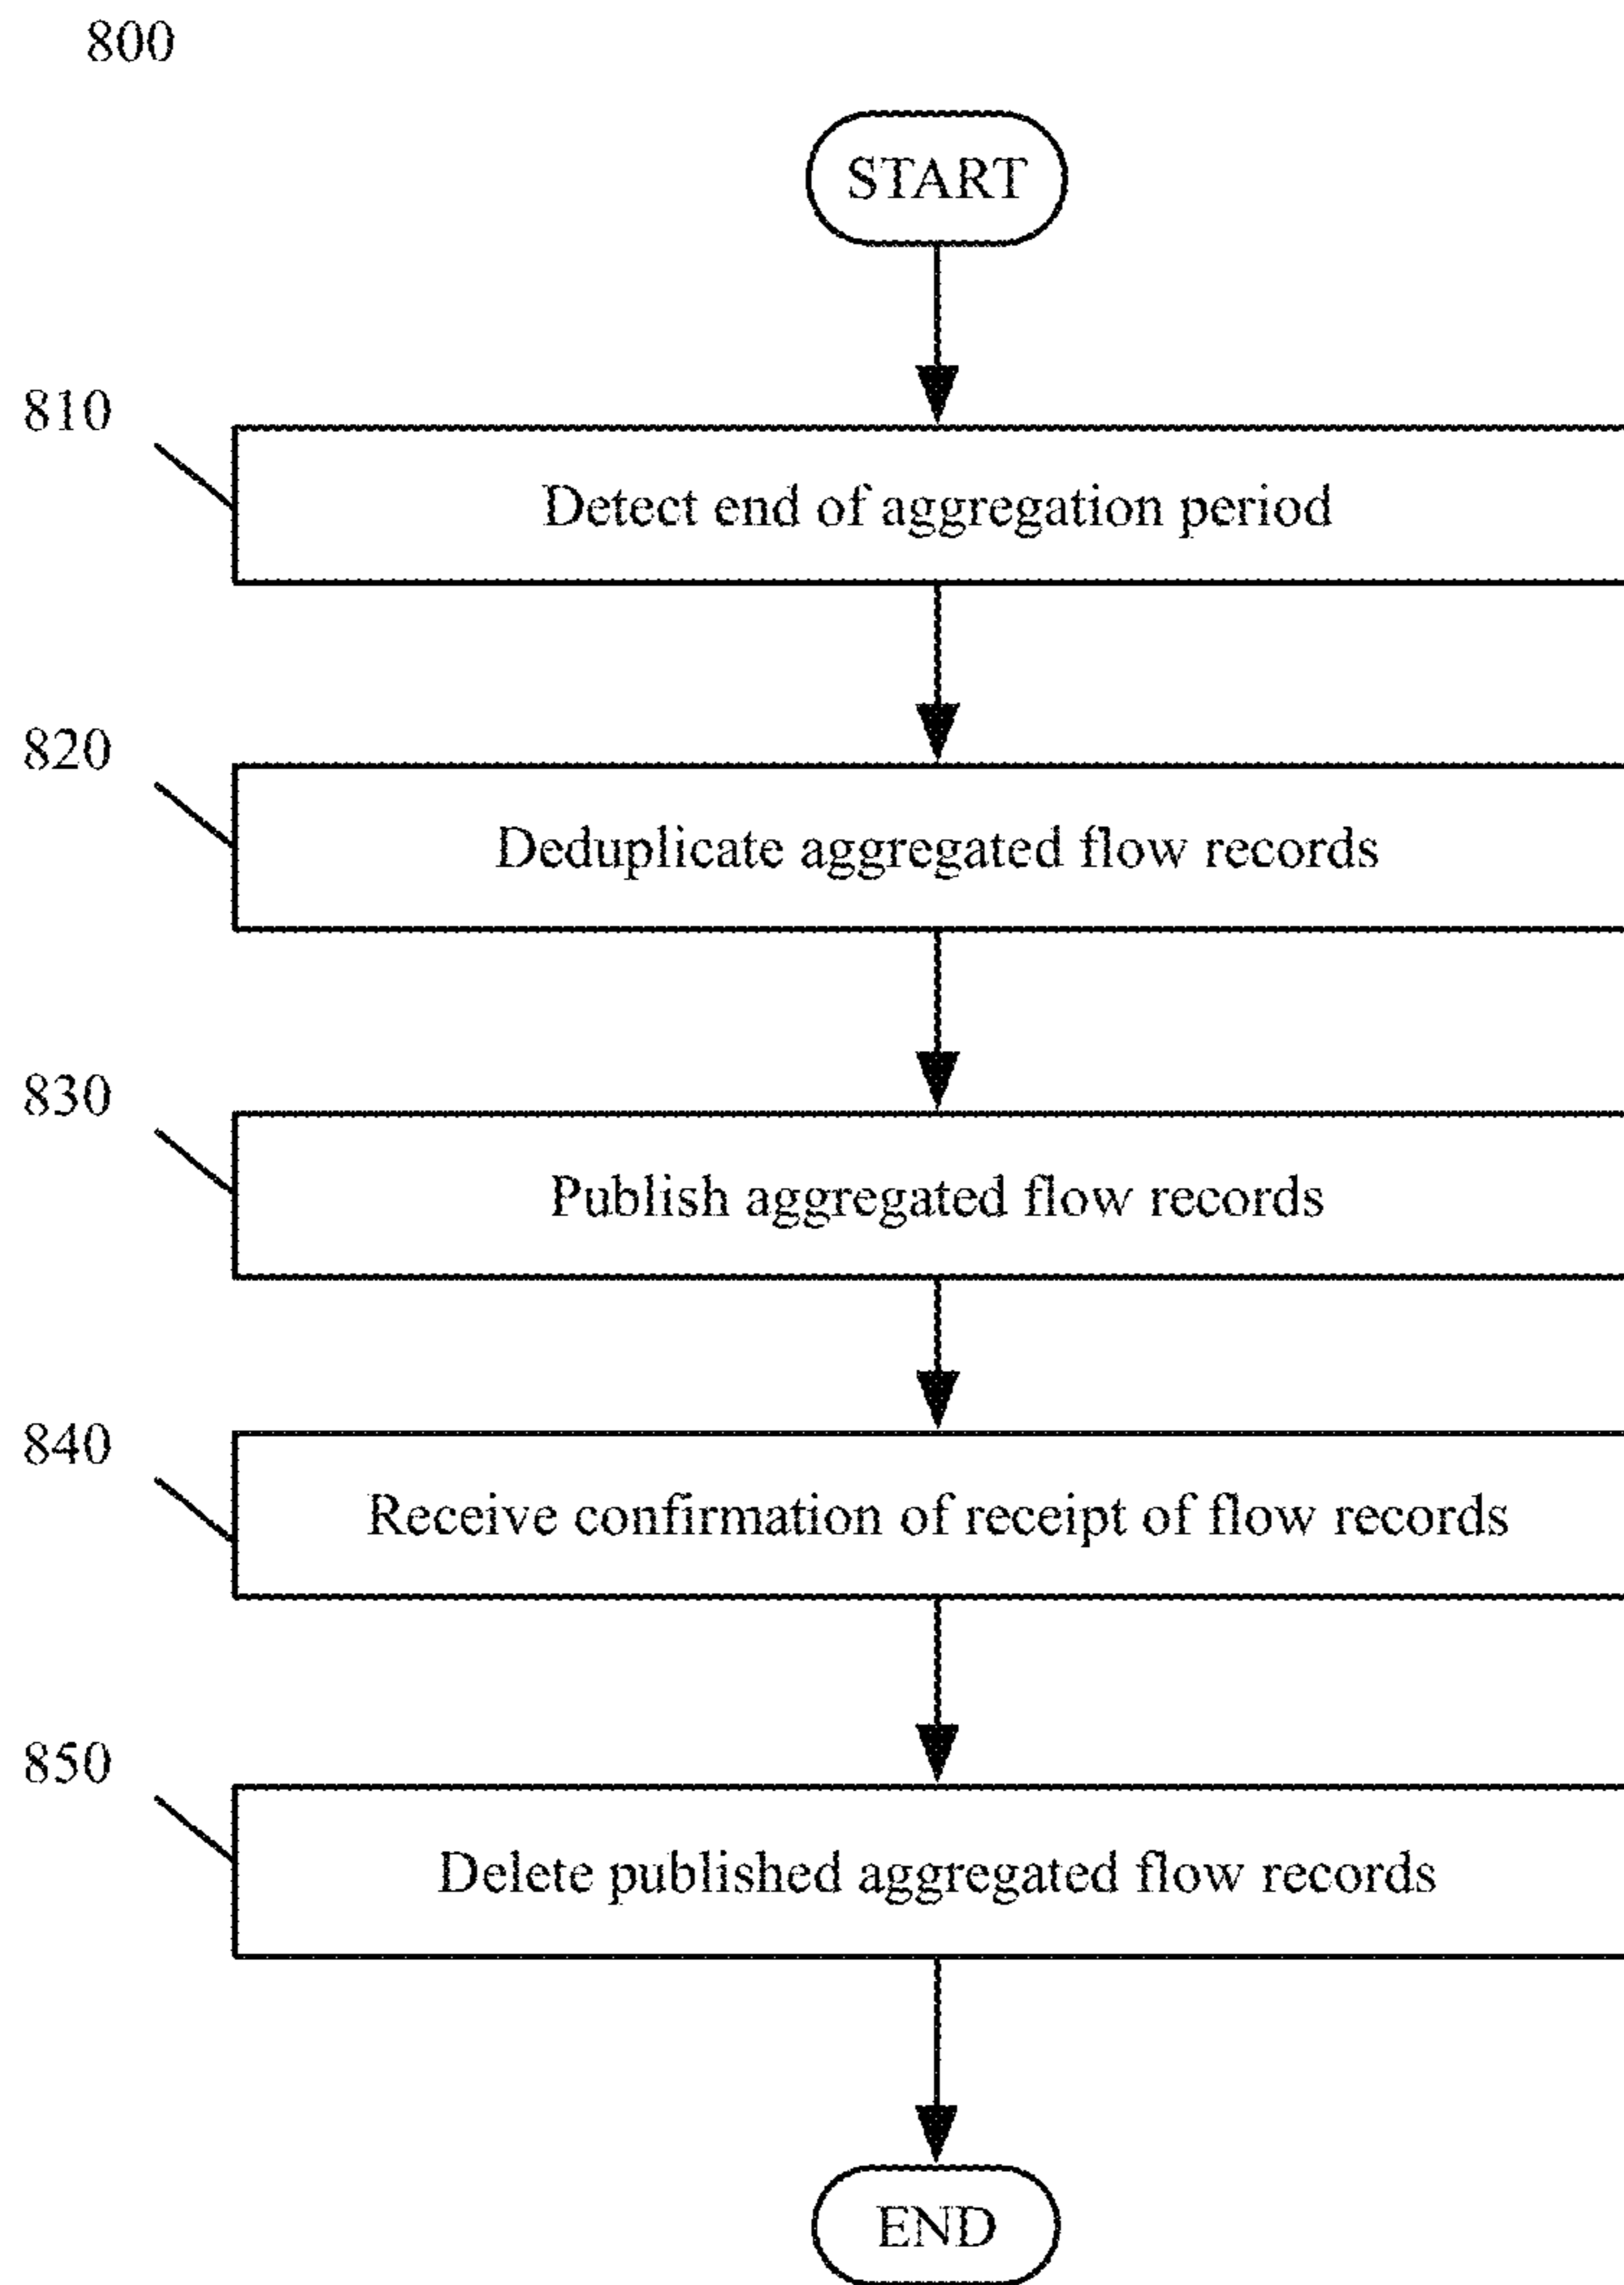 800
START
810
Detect end of aggregation period
820
Deduplicate aggregated flow records
830
Publish aggregated flow records
840
Receive confirmation of receipt of flow records
850
Delete published aggregated flow records
END